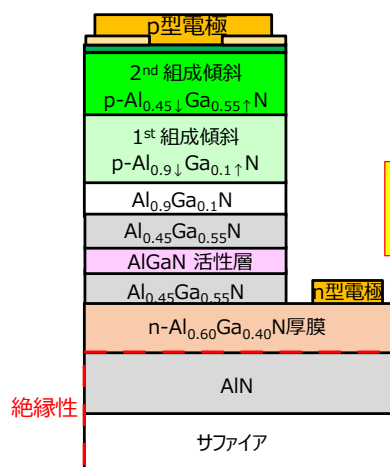 p型電極
2nd 組成傾斜
p-Al0.45↓Ga0.55↑N
1st 組成傾斜
p-Al0.9↓Ga0.1↑N
Al0.9Ga0.1N
Al0.45Ga0.55N
AlGaN 活性層
Al0.45Ga0.55N
n型電極
n-Al0.60Ga0.40N厚膜
AlN
絶縁性
サファイア